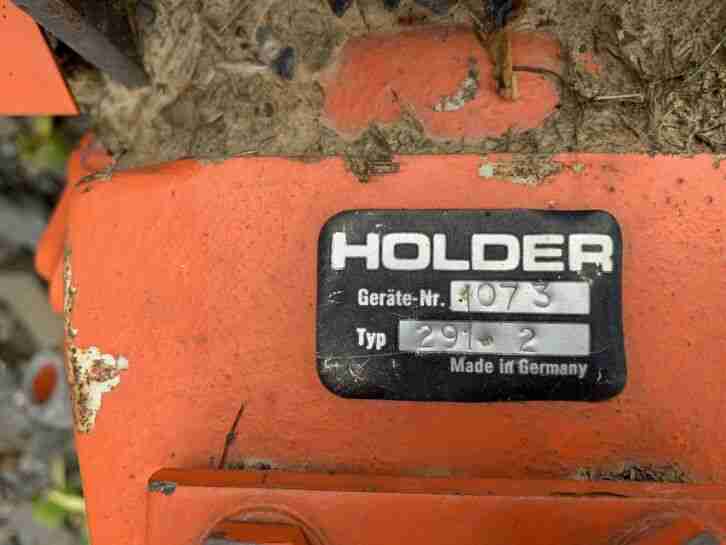 HOLDER
Geräte-Nr. 1073
Typ 291. 2
Made in Germany